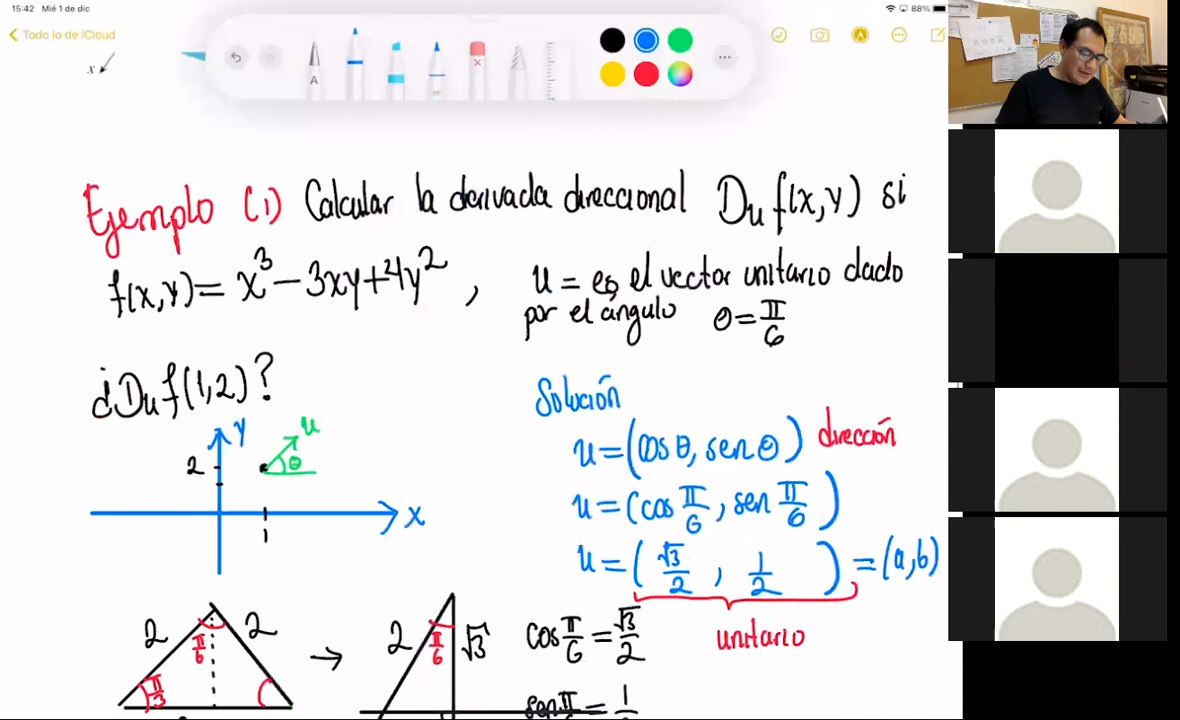 15:42 Mié 1 de dic
88%
Todo lo de iCloud
x
A
Ejemplo (1) Calcular la derivada direccional Duf(x,y) si
f(x,y) = x³ - 3xy + 4y² , u = es el vector unitario dado
por el ángulo θ = π/6
¿Duf(1,2)?
Solución
y
u
2
θ
x
1
u = (cos θ, sen θ) dirección
u = (cos π/6, sen π/6)
u = (√3/2, 1/2) = (a,b)
unitario
2 2
π/6
π/3
→
2 √3
π/6
cos π/6 = √3/2